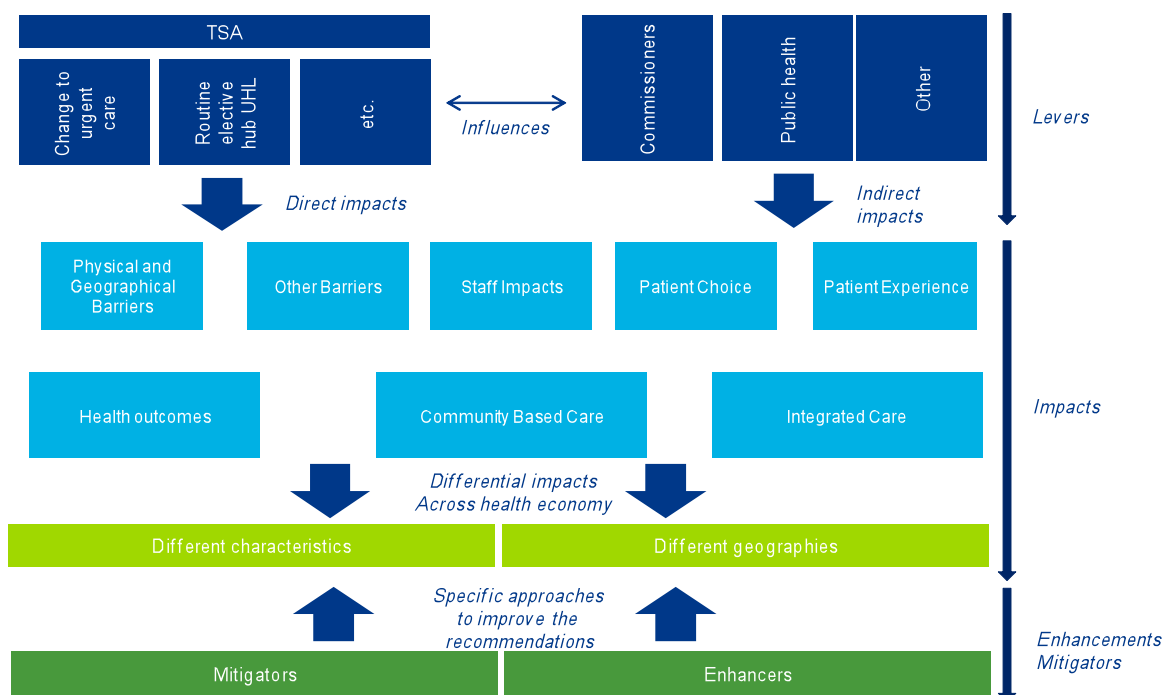 TSA
Change to
urgent
care
Routine
elective
hub UHL
etc.
Influences
Commissioners
Public health
Other
Levers
Direct impacts
Indirect
impacts
Physical and
Geographical
Barriers
Other Barriers
Staff Impacts
Patient Choice
Patient Experience
Health outcomes
Community Based Care
Integrated Care
Impacts
Differential impacts
Across health economy
Different characteristics
Different geographies
Specific approaches
to improve the
recommendations
Enhancements
Mitigators
Mitigators
Enhancers